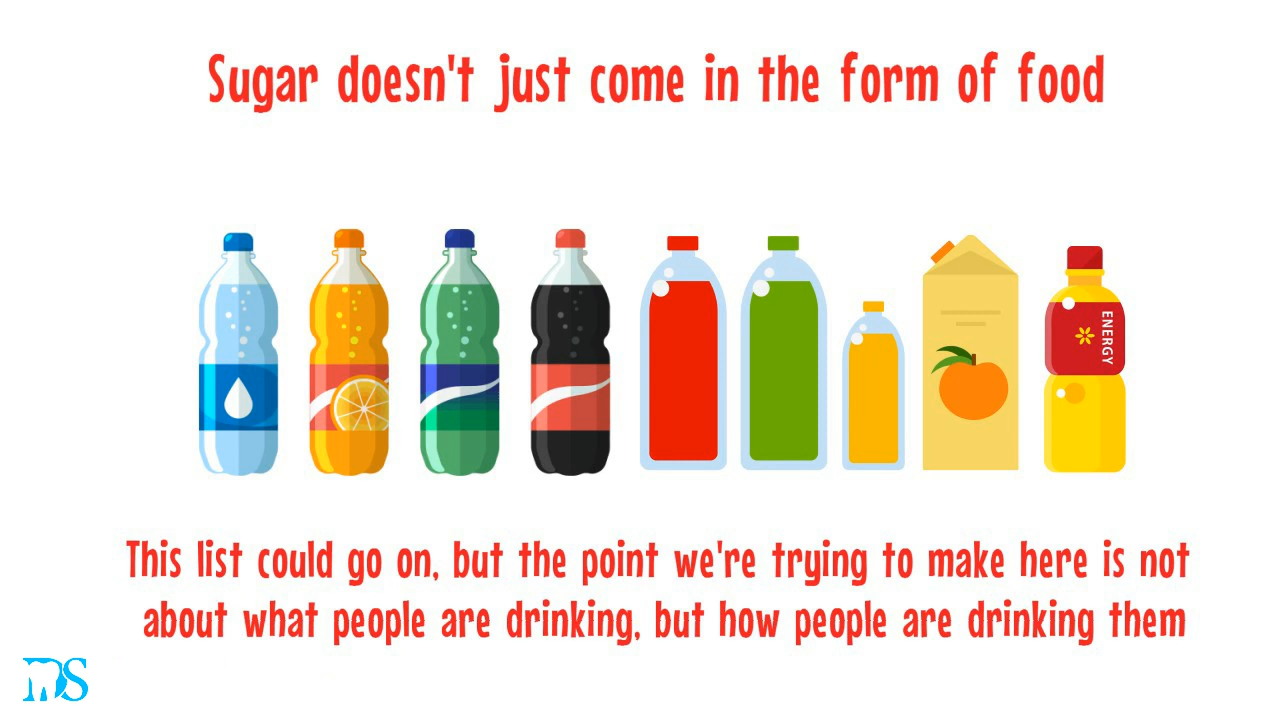 Sugar doesn't just come in the form of food
ENERGY
This list could go on, but the point we're trying to make here is not
about what people are drinking, but how people are drinking them
DS